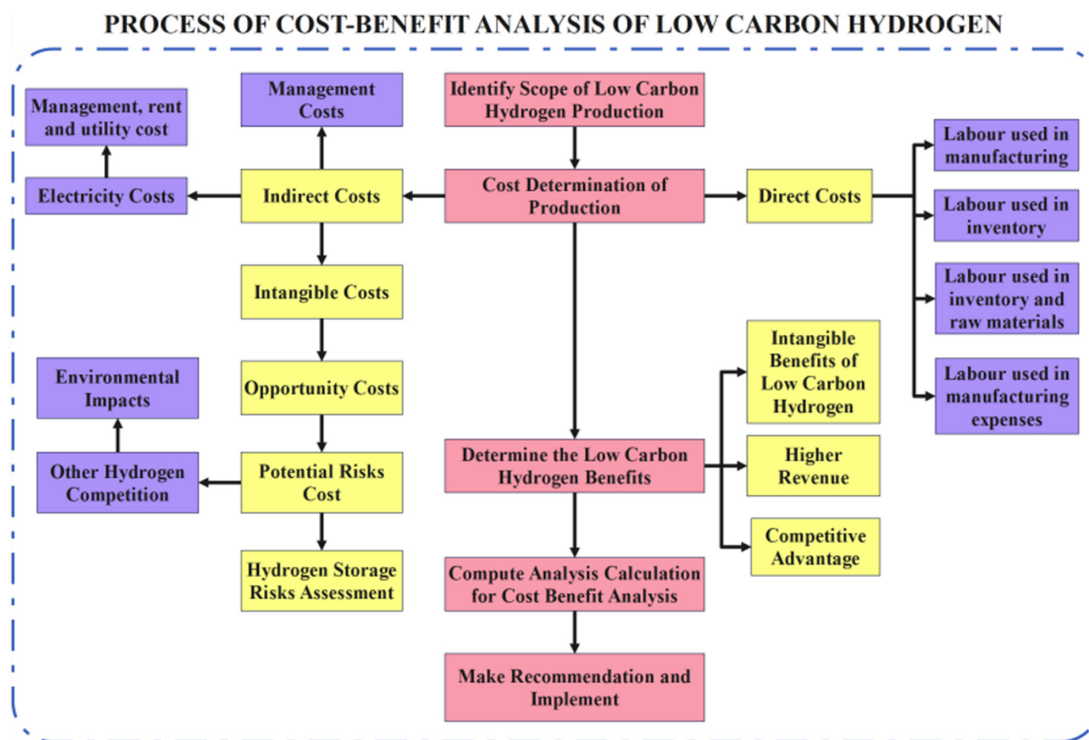 PROCESS OF COST-BENEFIT ANALYSIS OF LOW CARBON HYDROGEN
Management, rent
and utility cost
Management
Costs
Identify Scope of Low Carbon
Hydrogen Production
Labour used in
manufacturing
Electricity Costs
Indirect Costs
Cost Determination of
Production
Direct Costs
Labour used in
inventory
Intangible Costs
Labour used in
inventory and
raw materials
Intangible
Benefits of
Low Carbon
Hydrogen
Environmental
Impacts
Opportunity Costs
Labour used in
manufacturing
expenses
Other Hydrogen
Competition
Potential Risks
Cost
Determine the Low Carbon
Hydrogen Benefits
Higher
Revenue
Competitive
Advantage
Hydrogen Storage
Risks Assessment
Compute Analysis Calculation
for Cost Benefit Analysis
Make Recommendation and
Implement